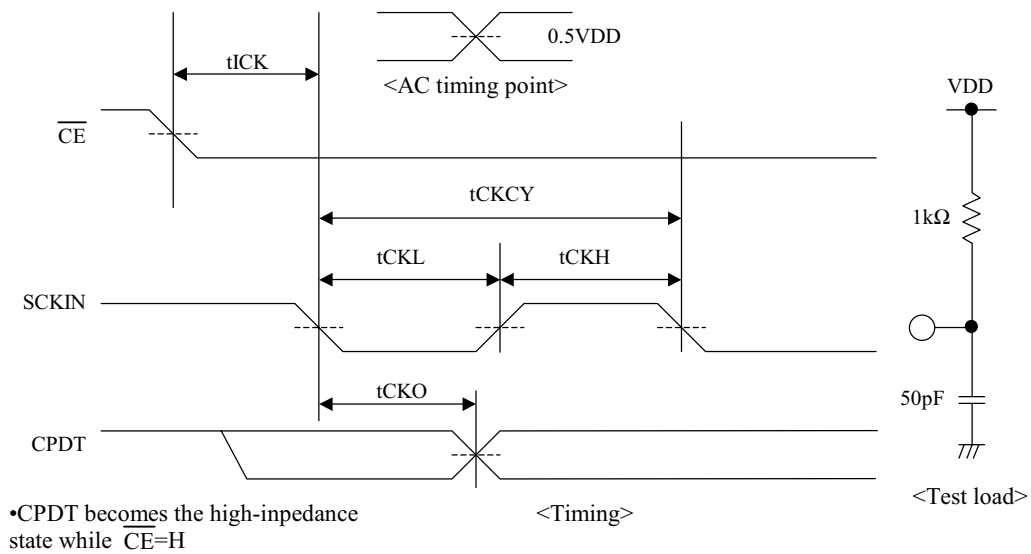 tICK
0.5VDD
<AC timing point>
VDD
CE
tCKCY
1kΩ
tCKL
tCKH
SCKIN
tCKO
50pF
CPDT
<Test load>
•CPDT becomes the high-inpedance
state while CE=H
<Timing>